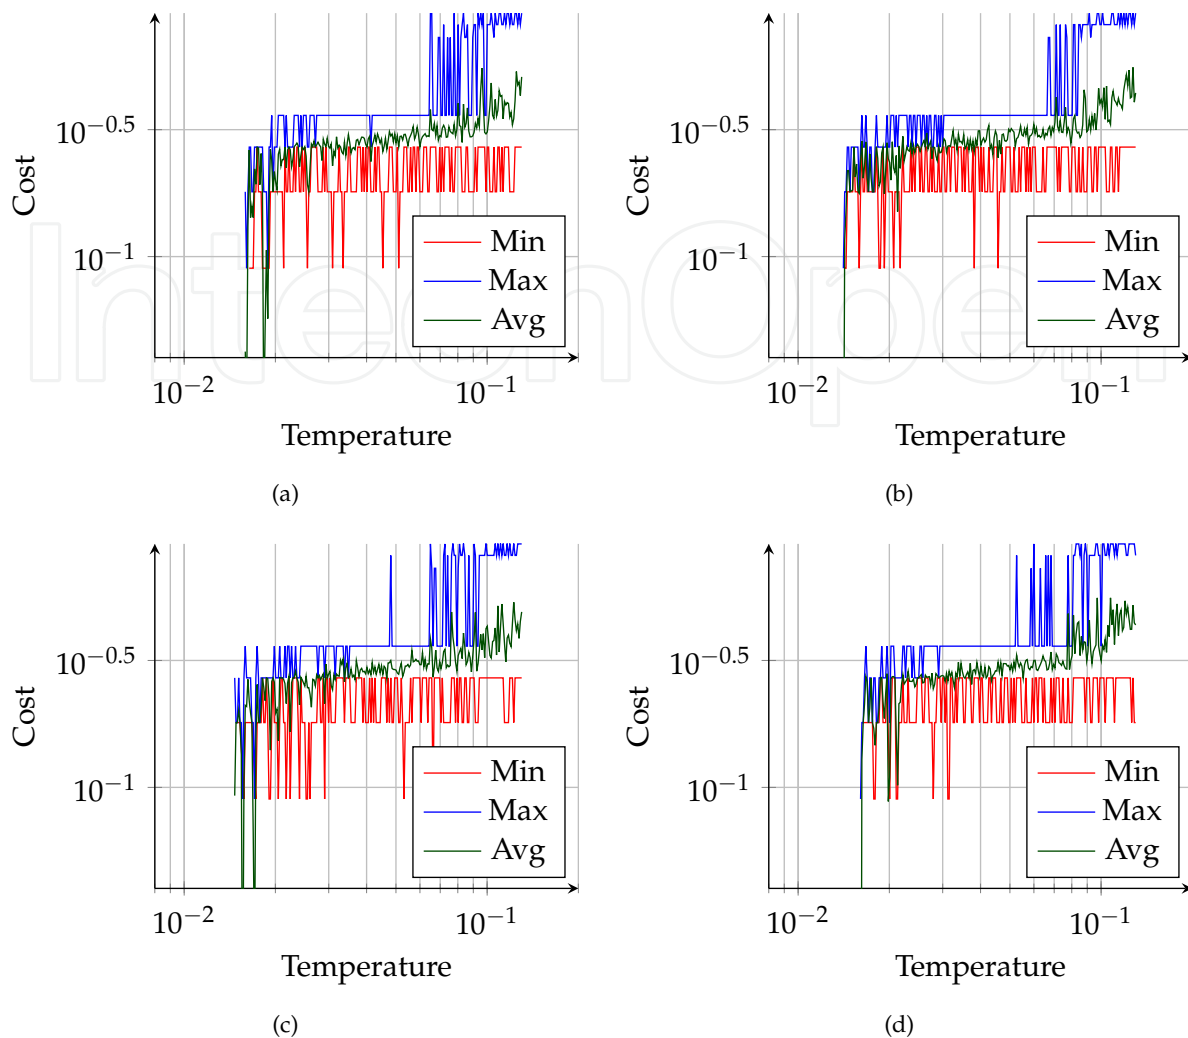 10^{-0.5}
10^{-1}
Cost
Min
Max
Avg
10^{-2}
10^{-1}
Temperature
(a)
10^{-0.5}
10^{-1}
Cost
Min
Max
Avg
10^{-2}
10^{-1}
Temperature
(b)
10^{-0.5}
10^{-1}
Cost
Min
Max
Avg
10^{-2}
10^{-1}
Temperature
(c)
10^{-0.5}
10^{-1}
Cost
Min
Max
Avg
10^{-2}
10^{-1}
Temperature
(d)
IntechOpen